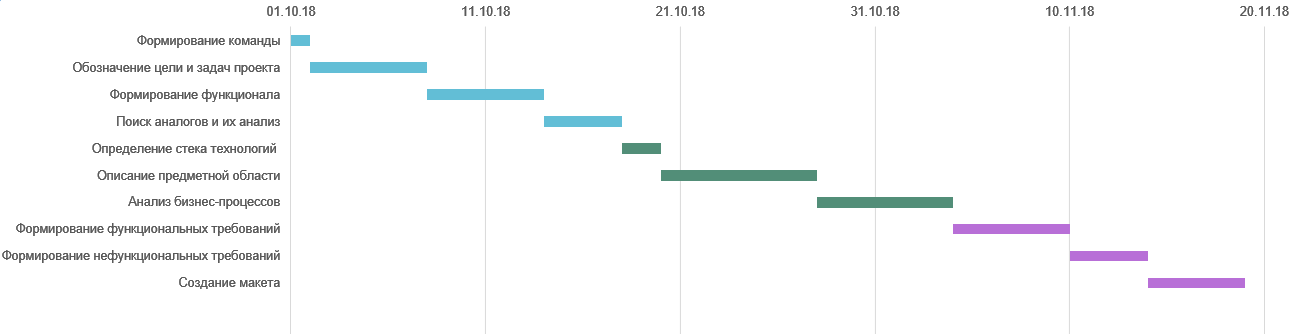 01.10.18 11.10.18 21.10.18 31.10.18 10.11.18 20.11.18
Формирование команды
Обозначение цели и задач проекта
Формирование функционала
Поиск аналогов и их анализ
Определение стека технологий
Описание предметной области
Анализ бизнес-процессов
Формирование функциональных требований
Формирование нефункциональных требований
Создание макета